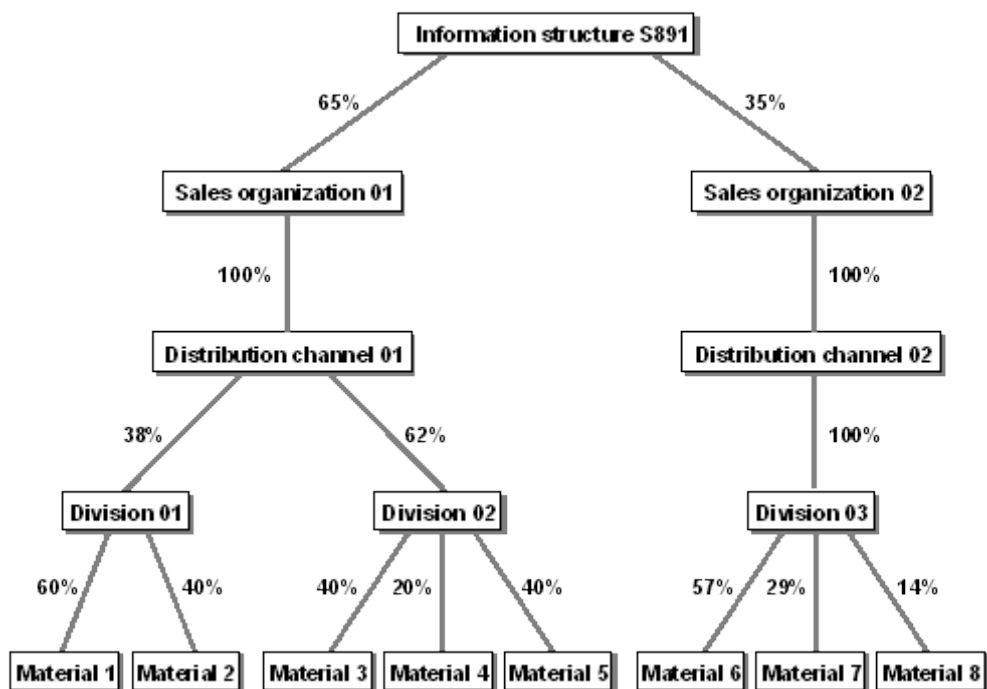 Information structure S891
65%
35%
Sales organization 01
Sales organization 02
100%
100%
Distribution channel 01
Distribution channel 02
38%
62%
100%
Division 01
Division 02
Division 03
60%
40%
40%
20%
40%
57%
29%
14%
Material 1
Material 2
Material 3
Material 4
Material 5
Material 6
Material 7
Material 8